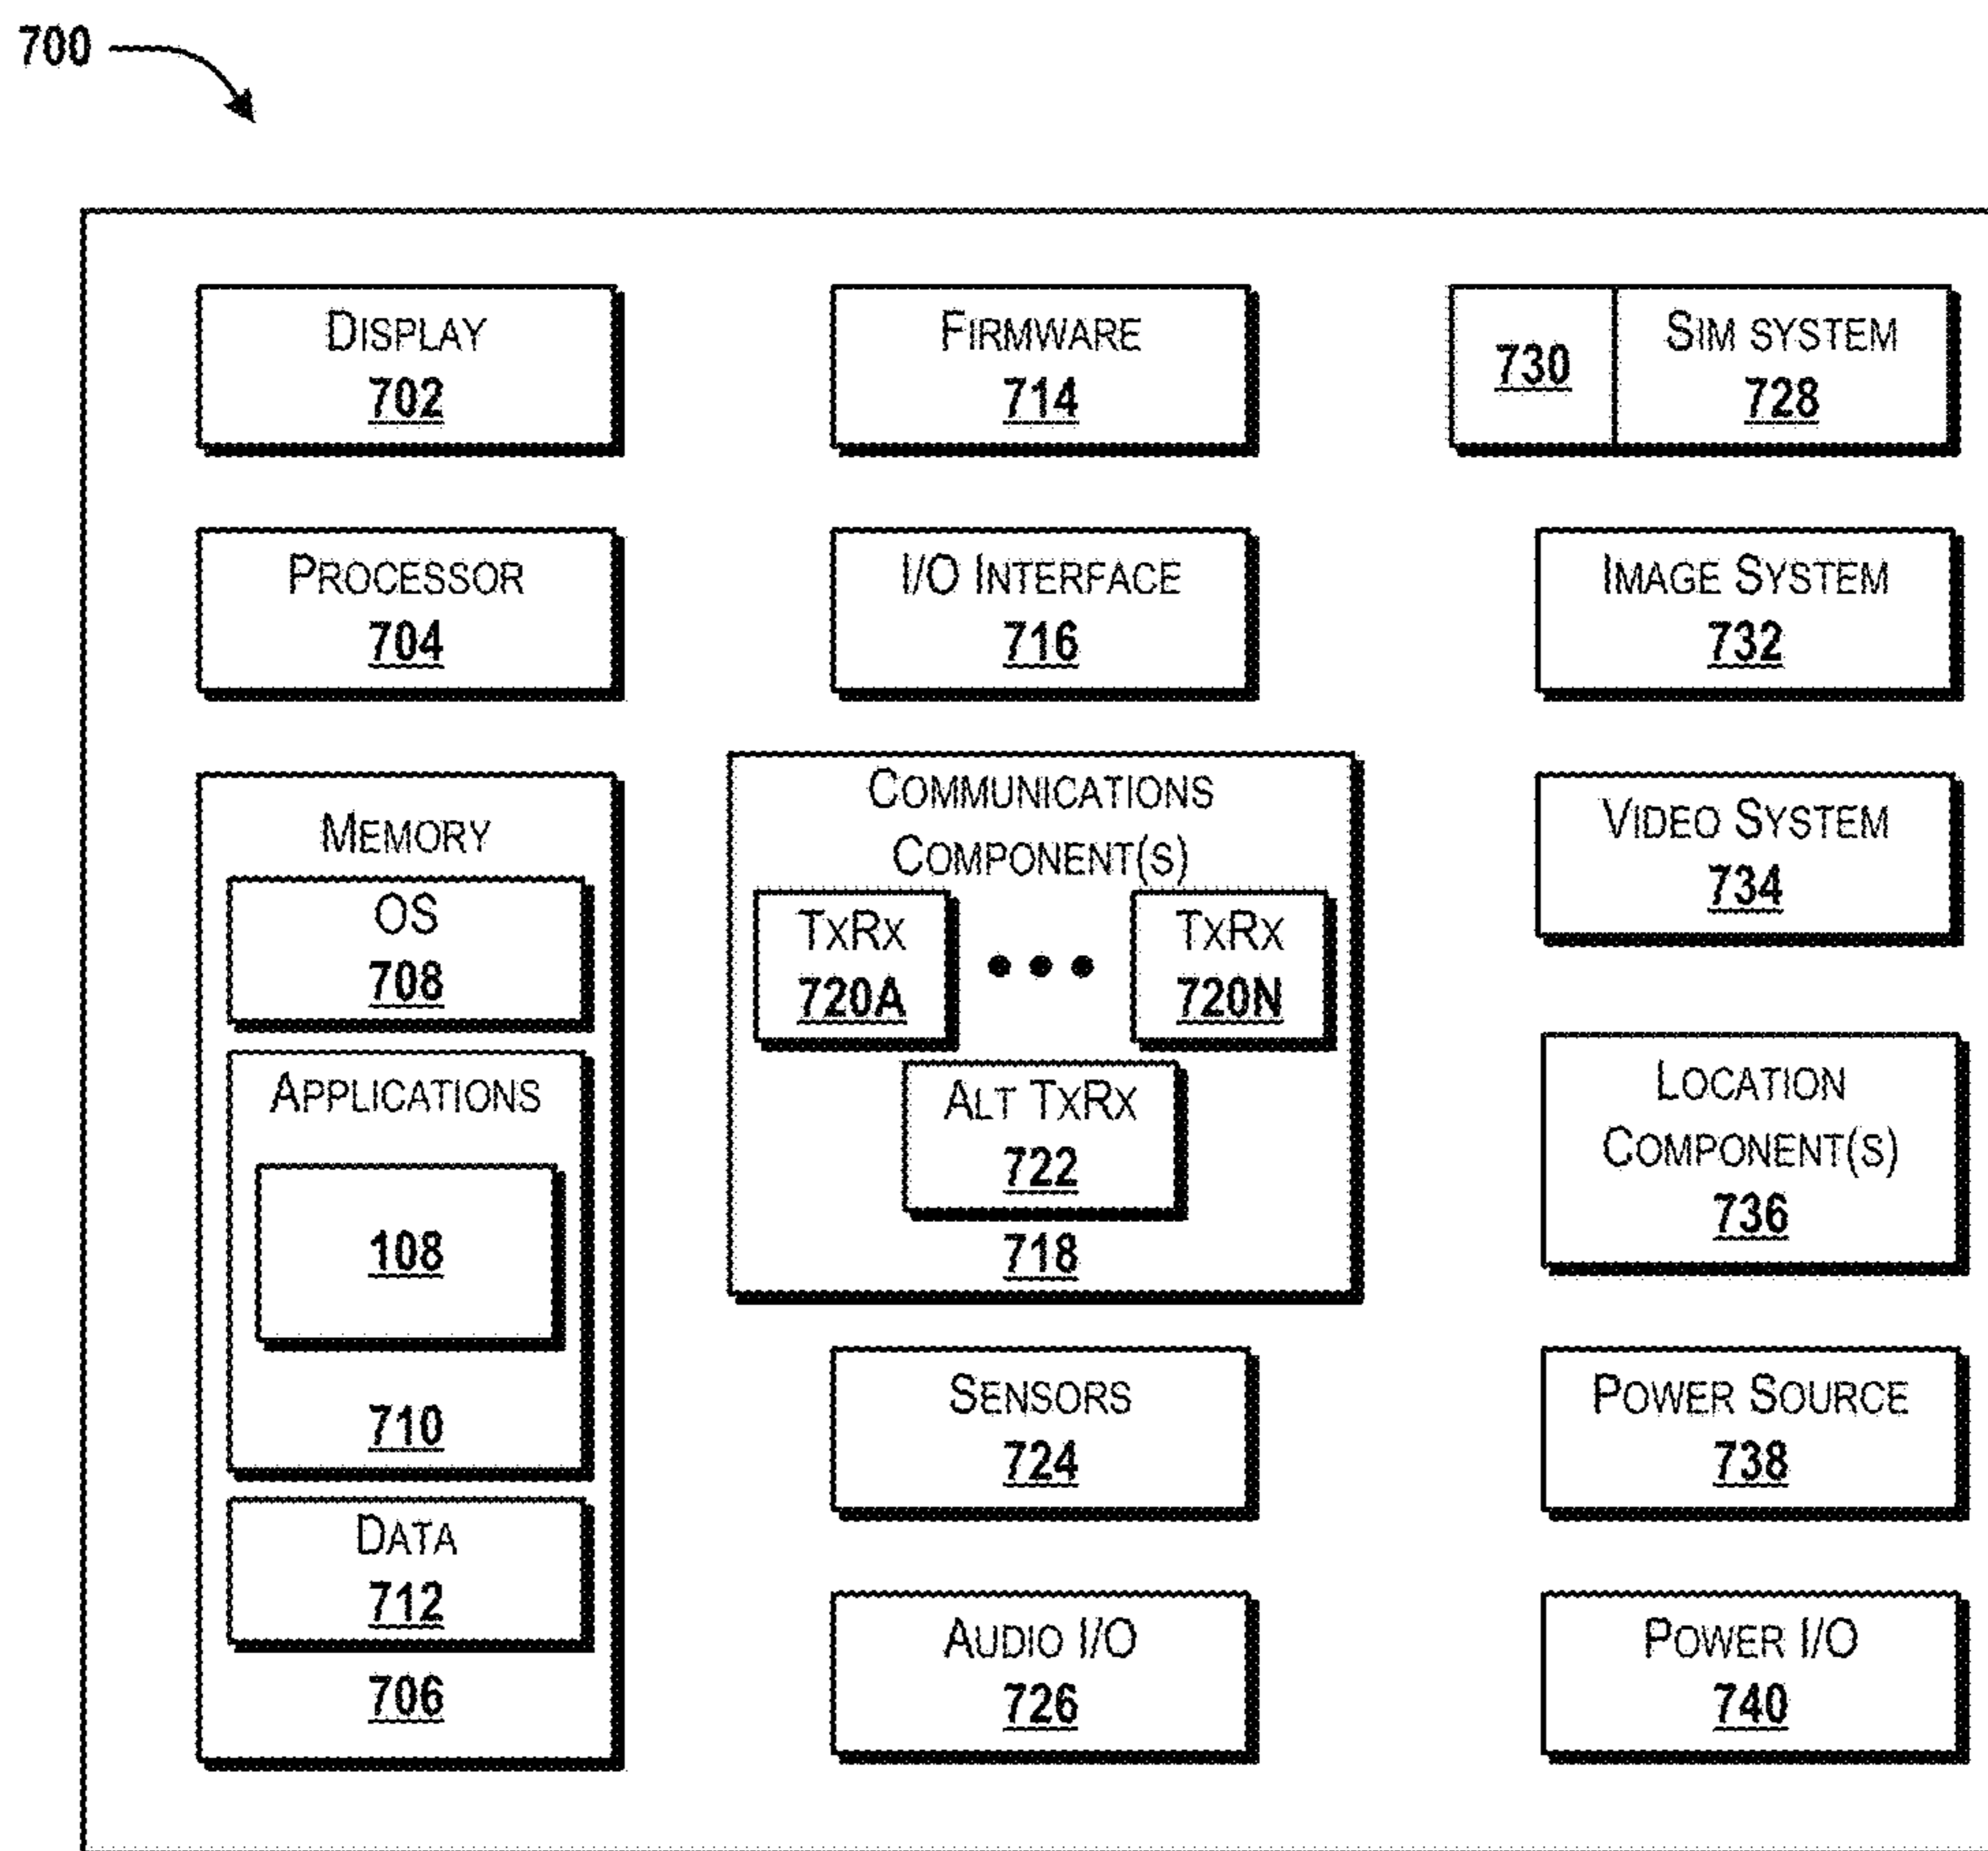 700
DISPLAY
702
PROCESSOR
704
MEMORY
OS
708
APPLICATIONS
108
710
DATA
712
706
FIRMWARE
714
I/O INTERFACE
716
COMMUNICATIONS
COMPONENT(S)
TXRX
720A
TXRX
720N
ALT TXRX
722
718
SENSORS
724
AUDIO I/O
726
730
SIM SYSTEM
728
IMAGE SYSTEM
732
VIDEO SYSTEM
734
LOCATION
COMPONENT(S)
736
POWER SOURCE
738
POWER I/O
740